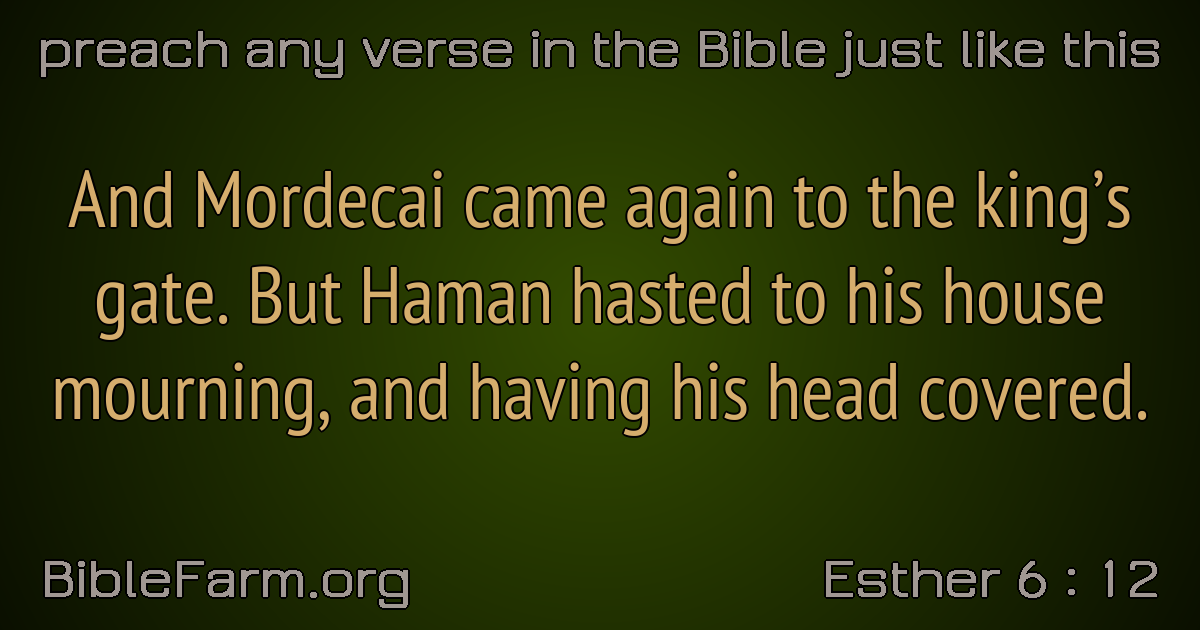 preach any verse in the Bible just like this
And Mordecai came again to the king’s
gate. But Haman hasted to his house
mourning, and having his head covered.
BibleFarm.org
Esther 6 : 12